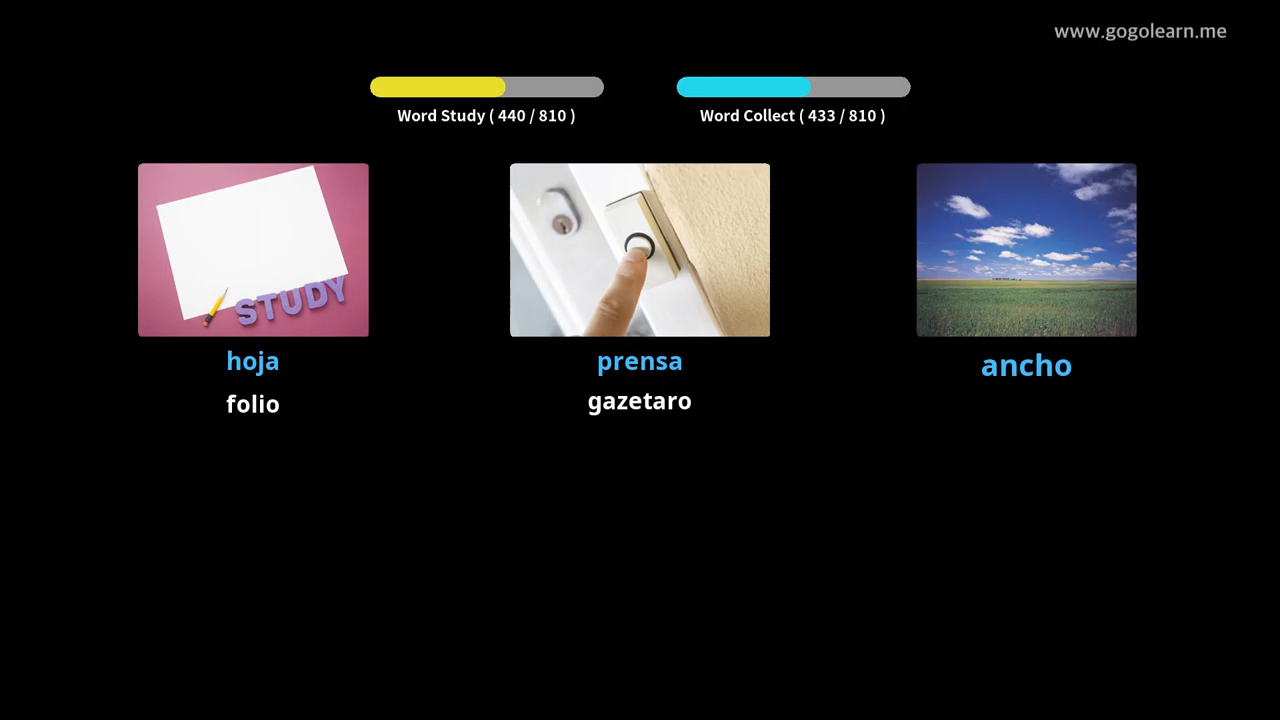 www.gogolearn.me
Word Study ( 440 / 810 )
Word Collect ( 433 / 810 )
STUDY
hoja
prensa
ancho
folio
gazetaro